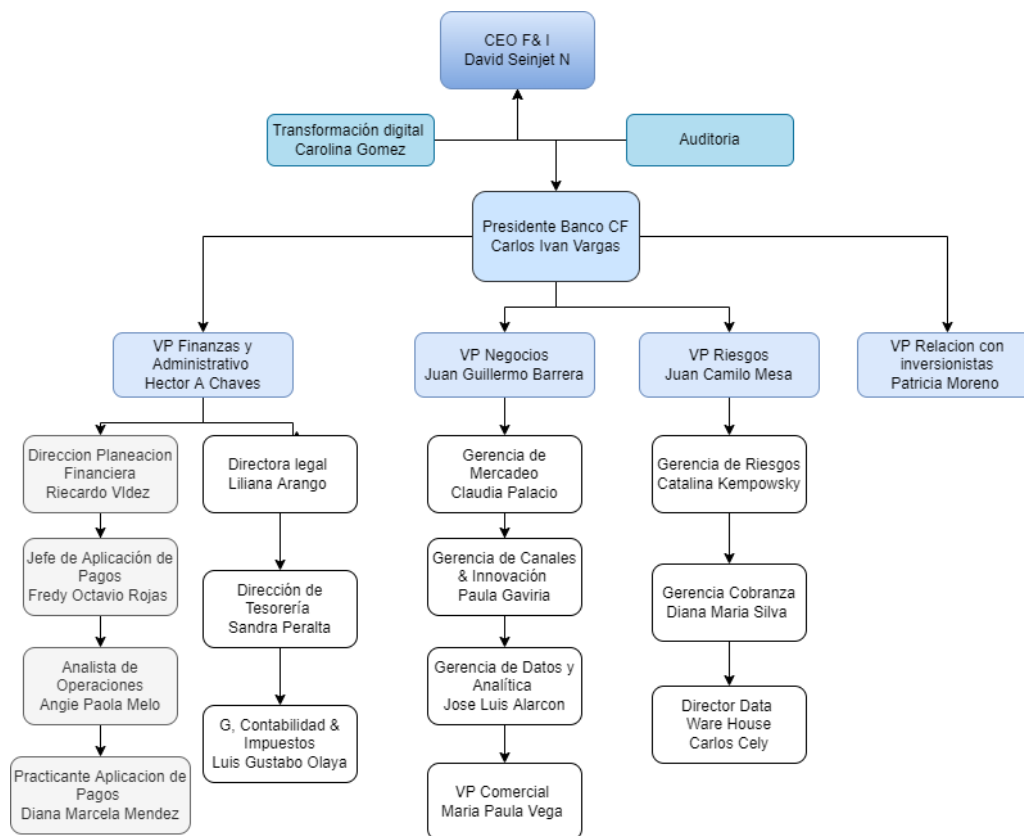 CEO F& I
David Seinjet N
Transformación digital
Carolina Gomez
Auditoria
Presidente Banco CF
Carlos Ivan Vargas
VP Finanzas y
Administrativo
Hector A Chaves
VP Negocios
Juan Guillermo Barrera
VP Riesgos
Juan Camilo Mesa
VP Relacion con
inversionistas
Patricia Moreno
Direccion Planeacion
Financiera
Riecardo VIdez
Directora legal
Liliana Arango
Gerencia de
Mercadeo
Claudia Palacio
Gerencia de Riesgos
Catalina Kempowsky
Jefe de Aplicación de
Pagos
Fredy Octavio Rojas
Dirección de
Tesorería
Sandra Peralta
Gerencia de Canales
& Innovación
Paula Gaviria
Gerencia Cobranza
Diana Maria Silva
Analista de
Operaciones
Angie Paola Melo
G, Contabilidad &
Impuestos
Luis Gustabo Olaya
Gerencia de Datos y
Analítica
Jose Luis Alarcon
Director Data
Ware House
Carlos Cely
Practicante Aplicacion de
Pagos
Diana Marcela Mendez
VP Comercial
Maria Paula Vega